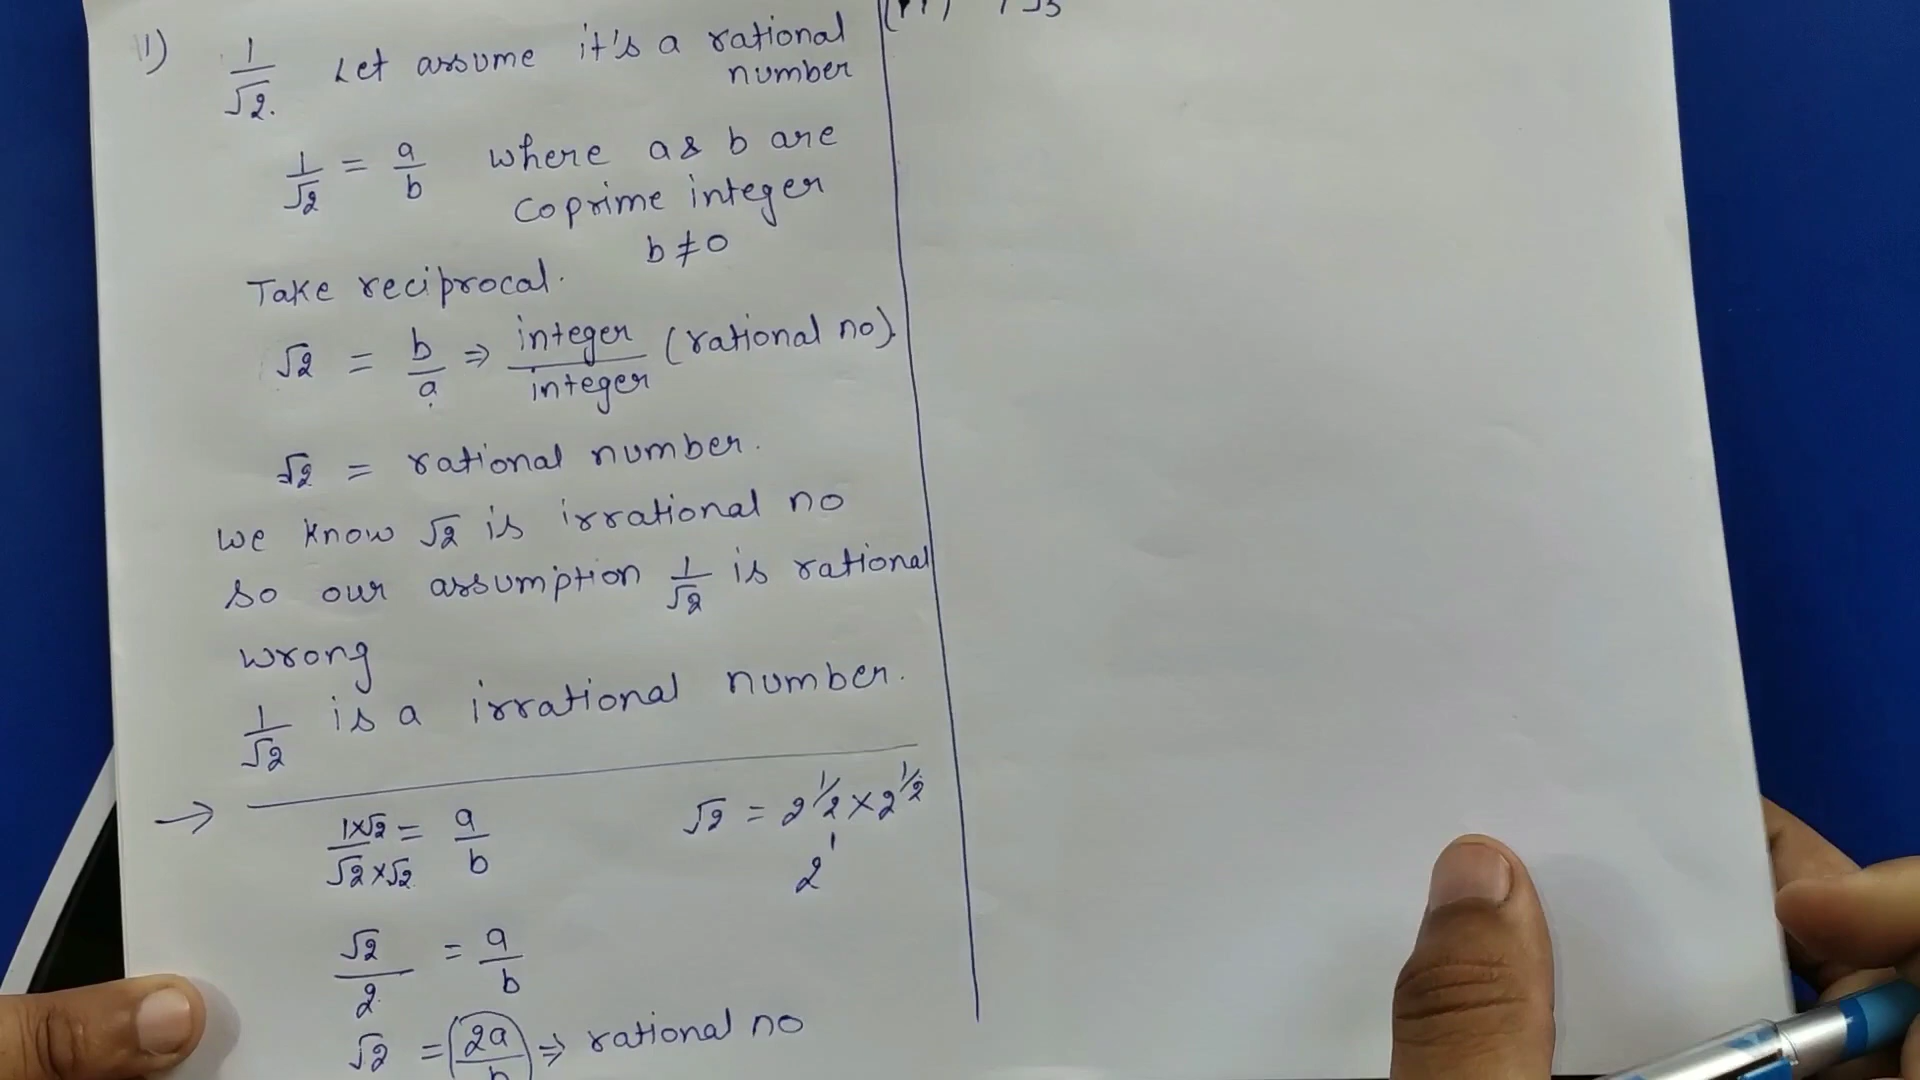 1) 1/√2. Let assume it's a rational number
1/√2 = a/b where a & b are
coprime integer
b ≠ 0
Take reciprocal.
√2 = b/a ⇒ integer/integer (rational no).
√2 = rational number.
we know √2 is irrational no
so our assumption 1/√2 is rational
wrong
1/√2 is a irrational number.
→ 1×√2/√2×√2 = a/b
√2/2 = a/b
√2 = 2a/b ⇒ rational no
√2 = 2^1/2 × 2^1/2
2^1